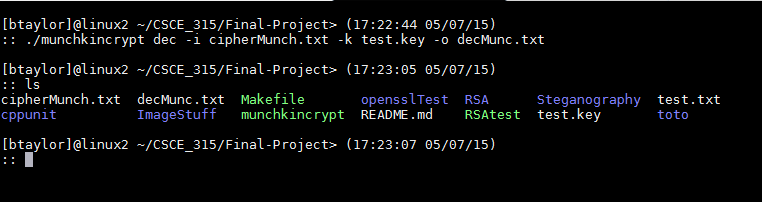 [btaylor]@linux2 ~/CSCE_315/Final-Project> (17:22:44 05/07/15)
:: ./munchkincrypt dec -i cipherMunch.txt -k test.key -o decMunc.txt
[btaylor]@linux2 ~/CSCE_315/Final-Project> (17:23:05 05/07/15)
:: ls
cipherMunch.txt decMunc.txt Makefile opensslTest RSA Steganography test.txt
cppunit ImageStuff munchkincrypt README.md RSAtest test.key toto
[btaylor]@linux2 ~/CSCE_315/Final-Project> (17:23:07 05/07/15)
::